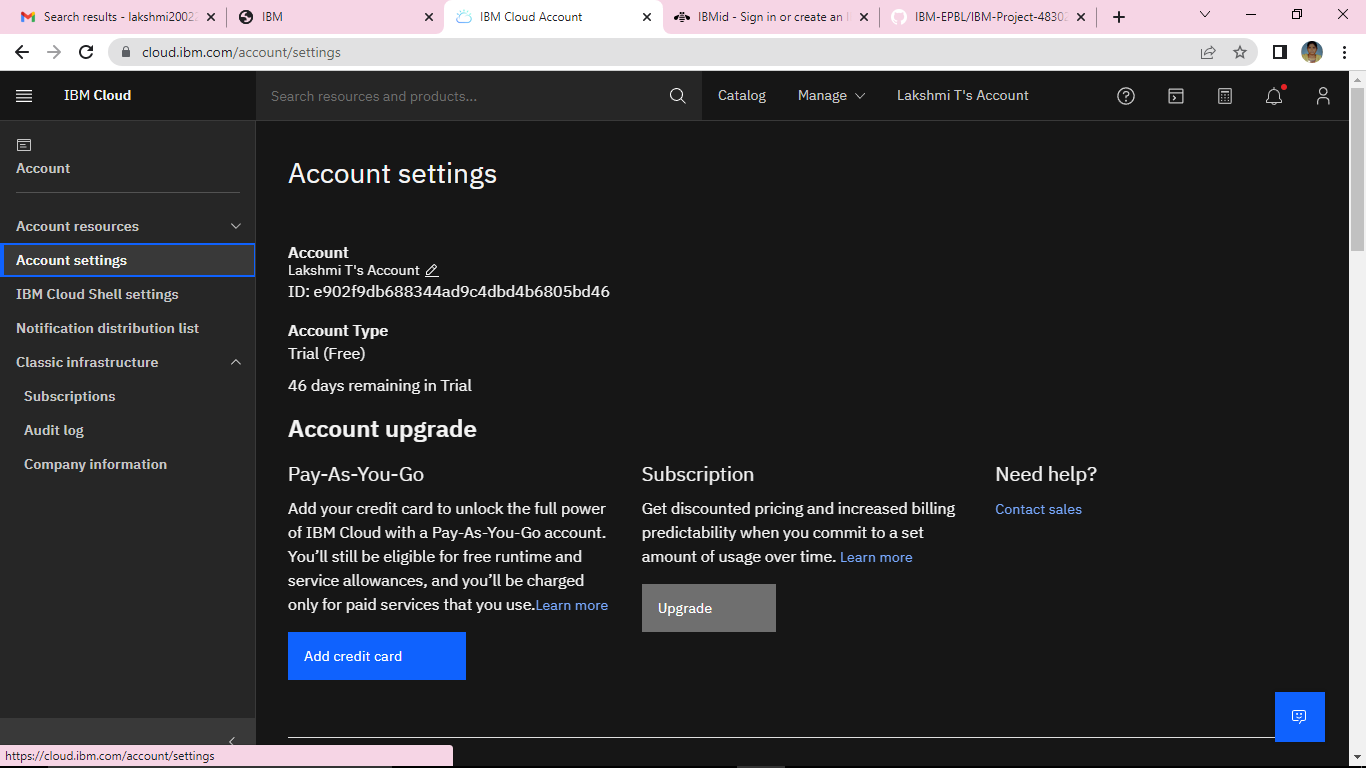 Search results - lakshmi2002
IBM
IBM Cloud Account
IBMid - Sign in or create an
IBM-EPBL/IBM-Project-4830
cloud.ibm.com/account/settings
IBM Cloud
Search resources and products...
Catalog
Manage
Lakshmi T's Account
Account
Account resources
Account settings
IBM Cloud Shell settings
Notification distribution list
Classic infrastructure
Subscriptions
Audit log
Company information
Account settings
Account
Lakshmi T's Account
ID: e902f9db688344ad9c4dbd4b6805bd46
Account Type
Trial (Free)
46 days remaining in Trial
Account upgrade
Pay-As-You-Go
Add your credit card to unlock the full power
of IBM Cloud with a Pay-As-You-Go account.
You’ll still be eligible for free runtime and
service allowances, and you’ll be charged
only for paid services that you use.Learn more
Add credit card
Subscription
Get discounted pricing and increased billing
predictability when you commit to a set
amount of usage over time. Learn more
Upgrade
Need help?
Contact sales
https://cloud.ibm.com/account/settings